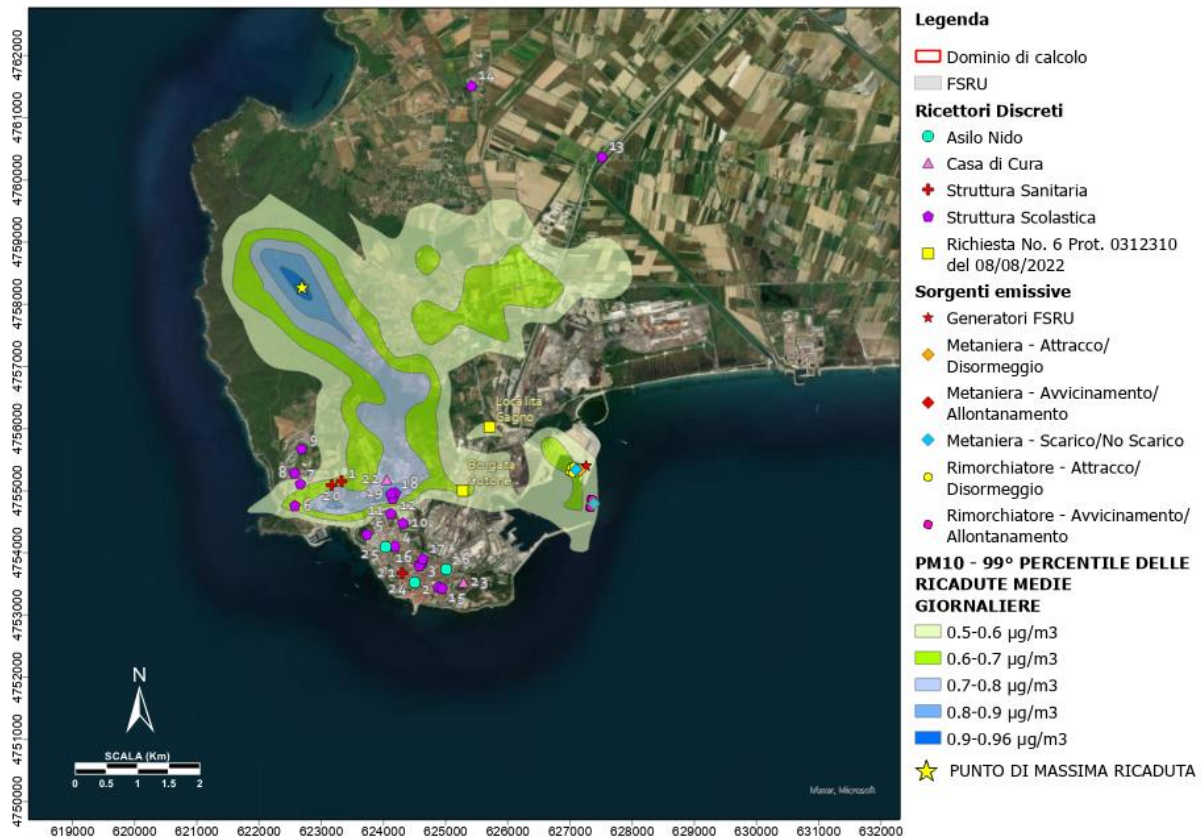 4762000
4761000
4760000
4759000
4758000
4757000
4756000
4755000
4754000
4753000
4752000
4751000
4750000
14
13
Località
Gagno
Borgata
Cotone
9
8
7
6
1
20
22
19
18
12
11
10
5
4
25
16
17
26
21
3
24
2
23
15
N
SCALA (Km)
0 0.5 1 1.5 2
Maxar, Microsoft
619000 620000 621000 622000 623000 624000 625000 626000 627000 628000 629000 630000 631000 632000
Legenda
Dominio di calcolo
FSRU
Ricettori Discreti
Asilo Nido
Casa di Cura
Struttura Sanitaria
Struttura Scolastica
Richiesta No. 6 Prot. 0312310
del 08/08/2022
Sorgenti emissive
Generatori FSRU
Metaniera - Attracco/
Disormeggio
Metaniera - Avvicinamento/
Allontanamento
Metaniera - Scarico/No Scarico
Rimorchiatore - Attracco/
Disormeggio
Rimorchiatore - Avvicinamento/
Allontanamento
PM10 - 99° PERCENTILE DELLE
RICADUTE MEDIE
GIORNALIERE
0.5-0.6 µg/m3
0.6-0.7 µg/m3
0.7-0.8 µg/m3
0.8-0.9 µg/m3
0.9-0.96 µg/m3
PUNTO DI MASSIMA RICADUTA